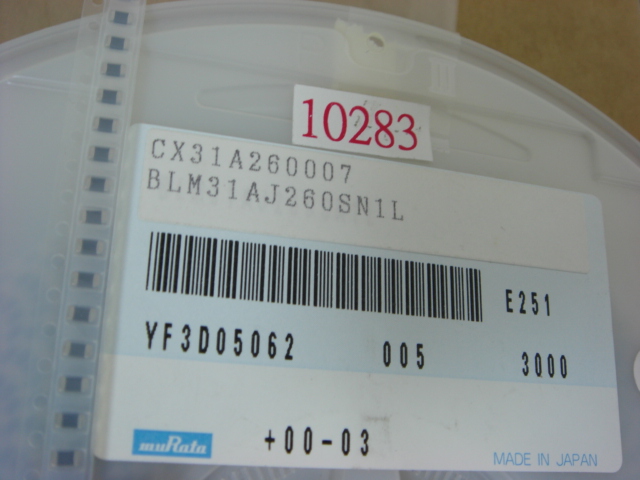 10283
CX31A260007
BLM31AJ260SN1L
E251
YF3D05062 005 3000
muRata +00-03
MADE IN JAPAN